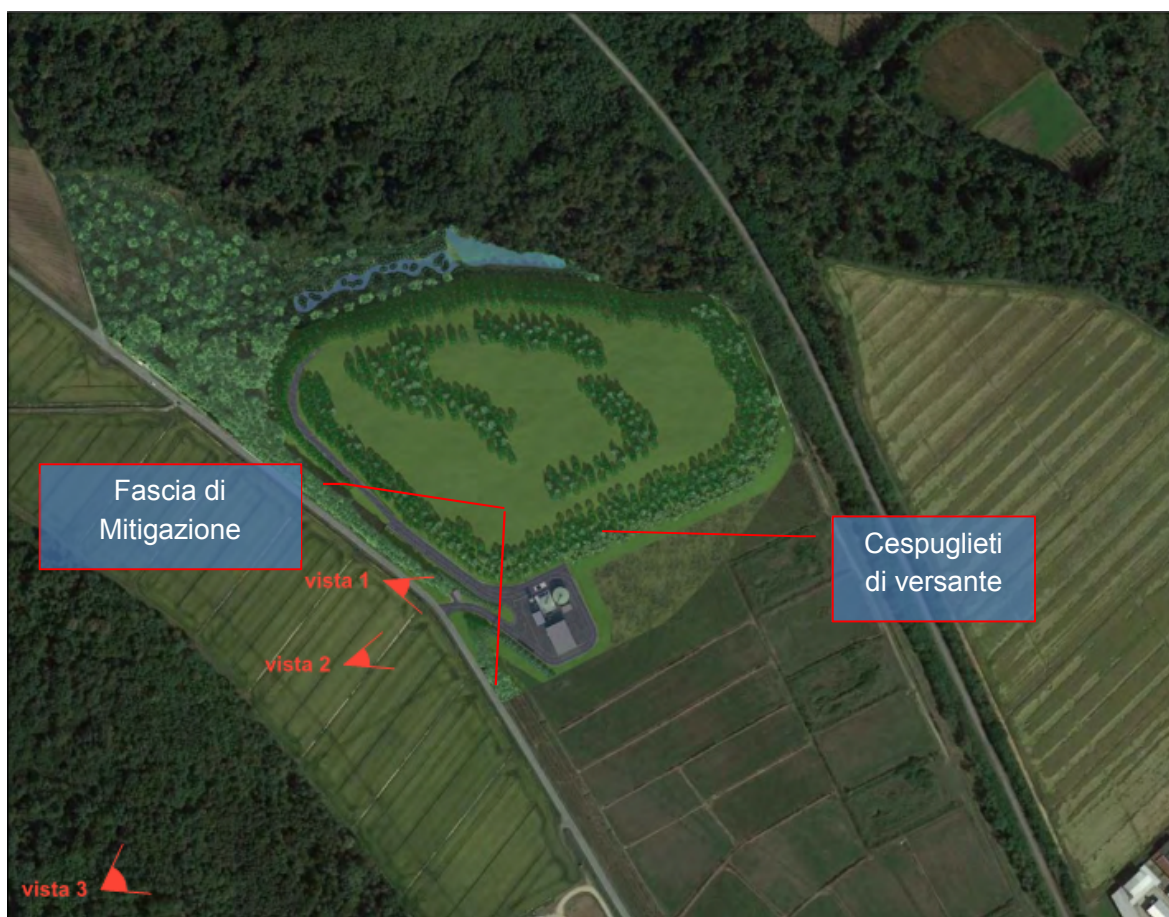 Fascia di
Mitigazione
Cespuglieti
di versante
vista 1
vista 2
vista 3